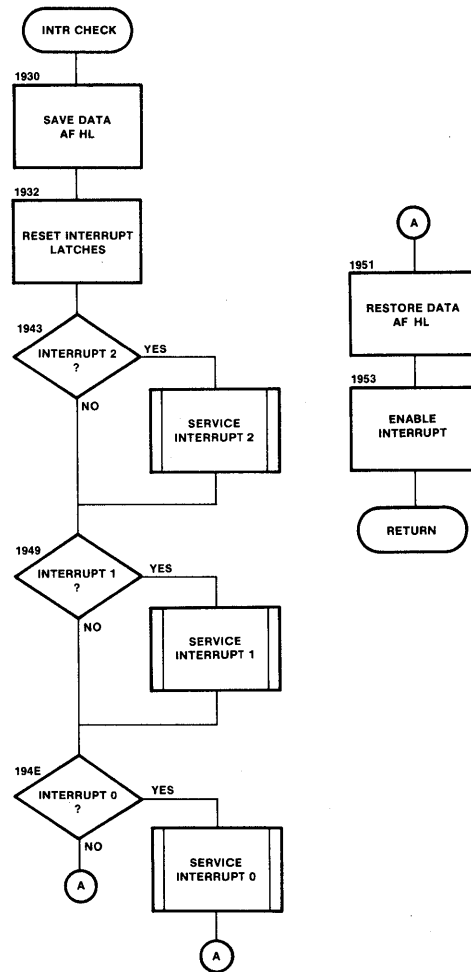 INTR CHECK
1930
SAVE DATA
AF HL
1932
RESET INTERRUPT
LATCHES
1943
INTERRUPT 2
?
YES
NO
SERVICE
INTERRUPT 2
1949
INTERRUPT 1
?
YES
NO
SERVICE
INTERRUPT 1
194E
INTERRUPT 0
?
YES
NO
A
SERVICE
INTERRUPT 0
A
A
1951
RESTORE DATA
AF HL
1953
ENABLE
INTERRUPT
RETURN